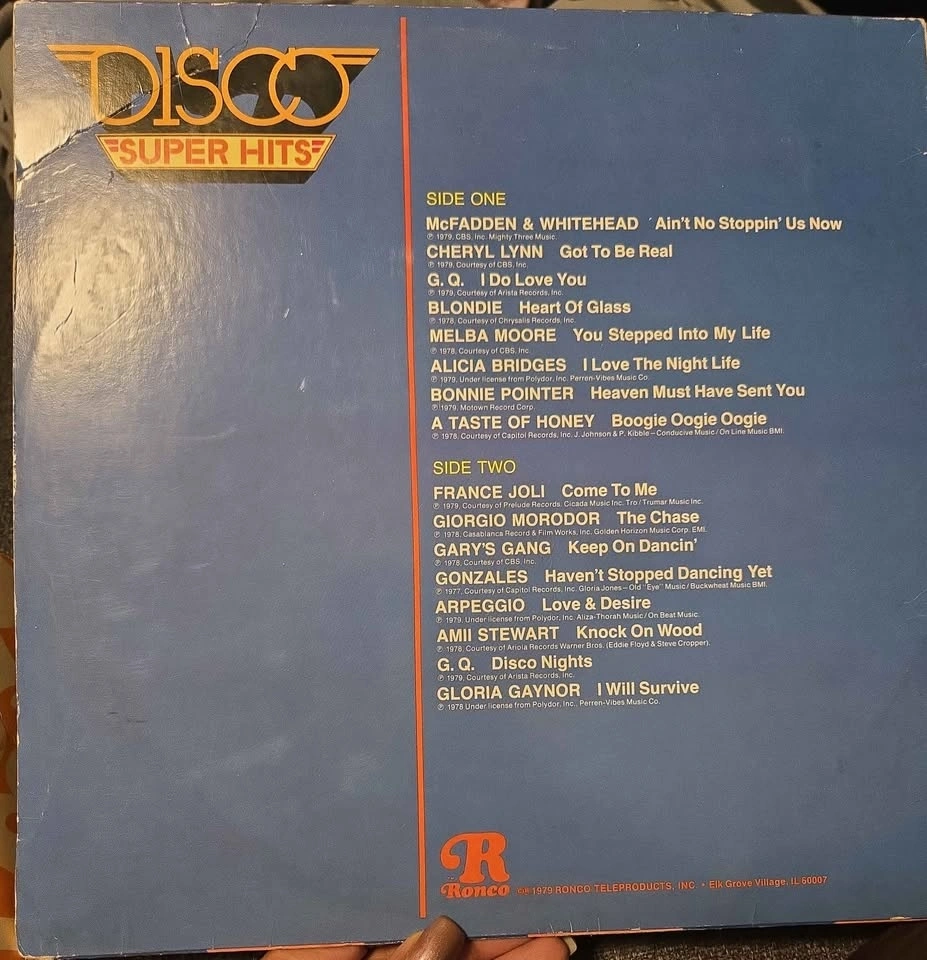 DISCO
SUPER HITS
SIDE ONE
McFADDEN & WHITEHEAD Ain't No Stoppin' Us Now
℗ 1979, CBS, Inc. Mighty Three Music.
CHERYL LYNN Got To Be Real
℗ 1979, Courtesy of CBS, Inc.
G. Q. I Do Love You
℗ 1979, Courtesy of Arista Records, Inc.
BLONDIE Heart Of Glass
℗ 1978, Courtesy of Chrysalis Records, Inc.
MELBA MOORE You Stepped Into My Life
℗ 1978, Courtesy of CBS, Inc.
ALICIA BRIDGES I Love The Night Life
℗ 1979, Under license from Polydor, Inc. Perren-Vibes Music Co.
BONNIE POINTER Heaven Must Have Sent You
℗ 1979, Motown Record Corp.
A TASTE OF HONEY Boogie Oogie Oogie
℗ 1978, Courtesy of Capitol Records, Inc. J. Johnson & P. Kibble–Conducive Music/On Line Music BMI.
SIDE TWO
FRANCE JOLI Come To Me
℗ 1979, Courtesy of Prelude Records, Cicada Music Inc. Tro/Trumar Music Inc.
GIORGIO MORODOR The Chase
℗ 1978, Casablanca Record & Film Works, Inc. Golden Horizon Music Corp. EMI.
GARY'S GANG Keep On Dancin'
℗ 1978, Courtesy of CBS, Inc.
GONZALES Haven't Stopped Dancing Yet
℗ 1977, Courtesy of Capitol Records, Inc. Gloria Jones–Old "Eye" Music/Buckwheat Music BMI.
ARPEGGIO Love & Desire
℗ 1979, Under license from Polydor, Inc. Aliza-Thorah Music/On Beat Music.
AMII STEWART Knock On Wood
℗ 1978, Courtesy of Ariola Records Warner Bros. (Eddie Floyd & Steve Cropper).
G. Q. Disco Nights
℗ 1979, Courtesy of Arista Records, Inc.
GLORIA GAYNOR I Will Survive
℗ 1978 Under license from Polydor, Inc., Perren-Vibes Music Co.
R
Ronco
©℗ 1979 RONCO TELEPRODUCTS, INC. • Elk Grove Village, IL 60007